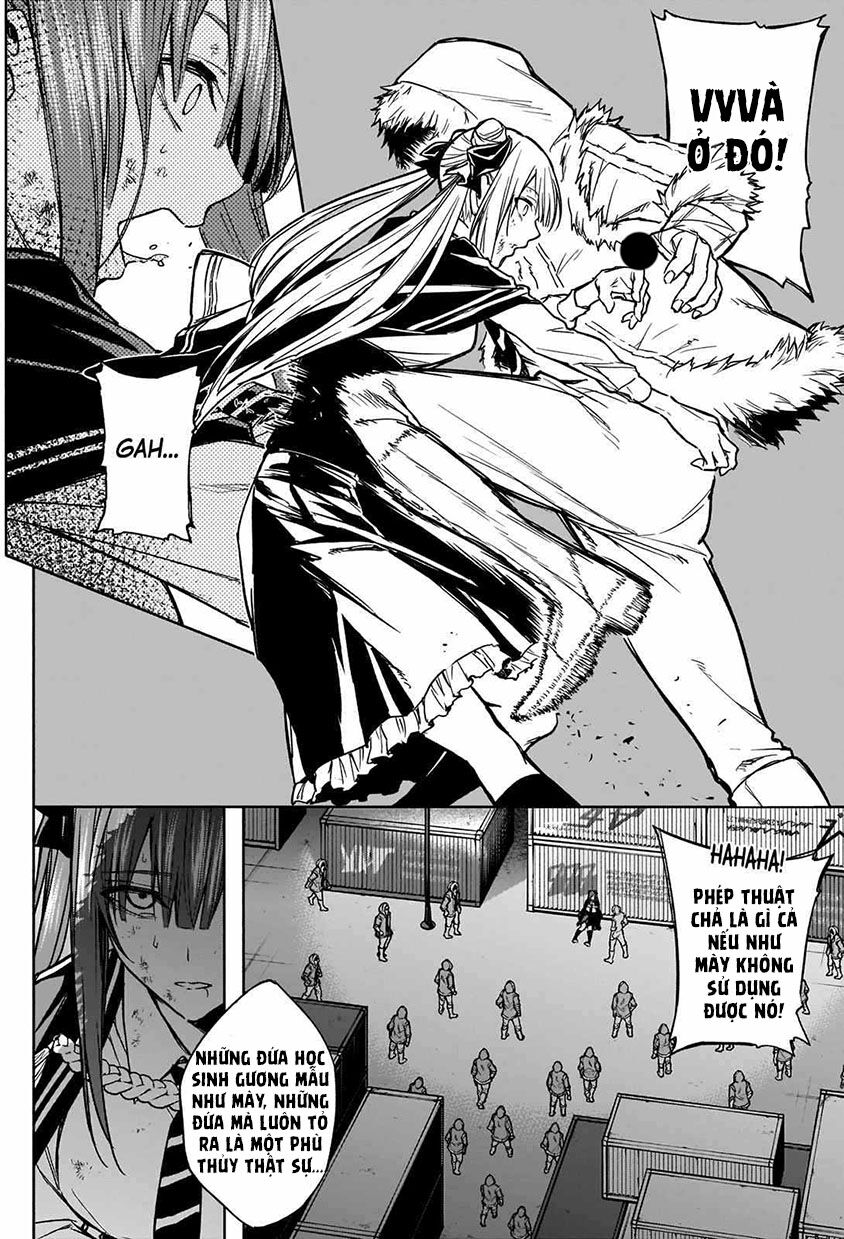 VVVÀ
Ở ĐÓ!
GAH...
HAHAHA!
PHÉP THUẬT
CHẢ LÀ GÌ CẢ
NẾU NHƯ
MÀY KHÔNG
SỬ DỤNG
ĐƯỢC NÓ!
NHỮNG ĐỨA HỌC
SINH GƯƠNG MẪU
NHƯ MÀY, NHỮNG
ĐỨA MÀ LUÔN TỎ
RA LÀ MỘT PHÙ
THỦY THẬT SỰ...